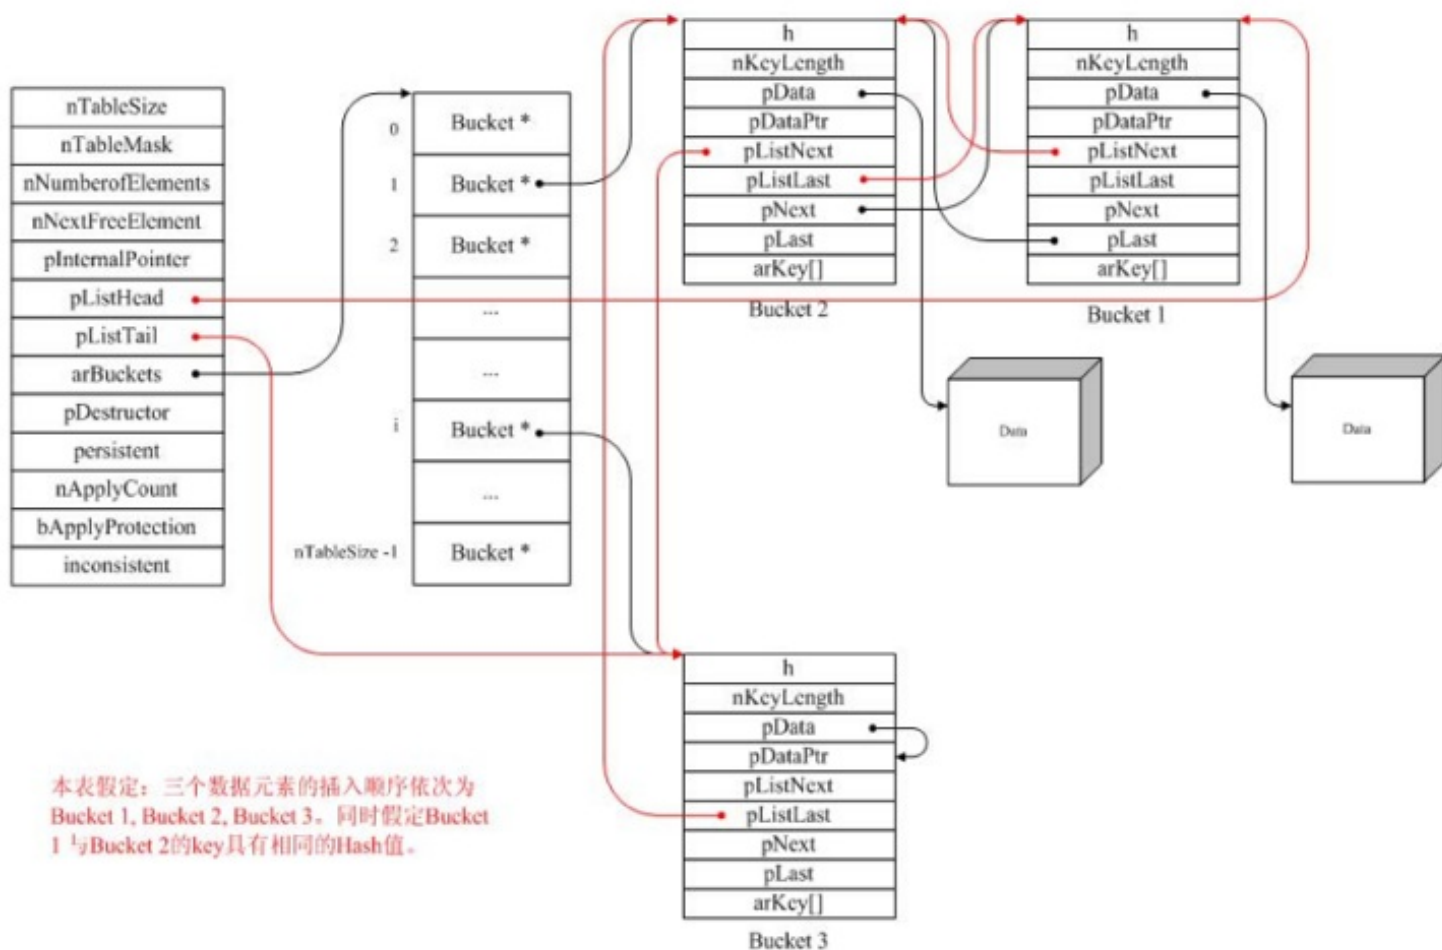 nTableSize
nTableMask
nNumberofElements
nNextFreeElement
pInternalPointer
pListHead
pListTail
arBuckets
pDestructor
persistent
nApplyCount
bApplyProtection
inconsistent
0
Bucket *
1
Bucket *
2
Bucket *
...
...
i
Bucket *
...
nTableSize -1
Bucket *
h
nKeyLength
pData
pDataPtr
pListNext
pListLast
pNext
pLast
arKey[]
Bucket 2
h
nKeyLength
pData
pDataPtr
pListNext
pListLast
pNext
pLast
arKey[]
Bucket 1
Data
Data
h
nKeyLength
pData
pDataPtr
pListNext
pListLast
pNext
pLast
arKey[]
Bucket 3
本表假定：三个数据元素的插入顺序依次为
Bucket 1, Bucket 2, Bucket 3。同时假定Bucket
1 与Bucket 2的key具有相同的Hash值。